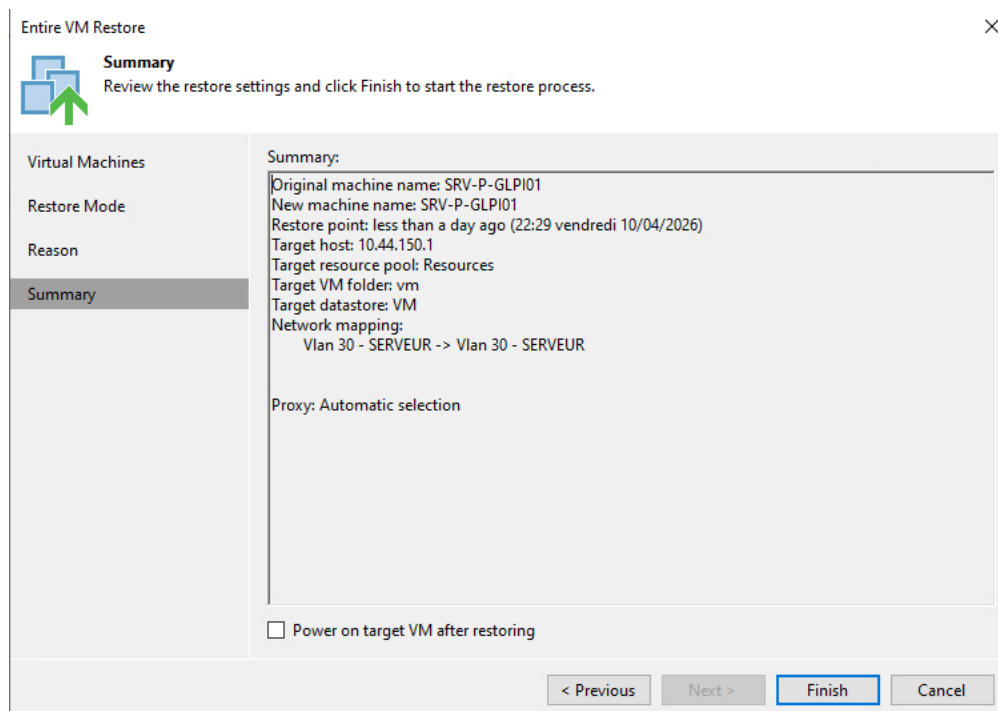 Entire VM Restore
Summary
Review the restore settings and click Finish to start the restore process.
Virtual Machines
Restore Mode
Reason
Summary
Summary:
Original machine name: SRV-P-GLPI01
New machine name: SRV-P-GLPI01
Restore point: less than a day ago (22:29 vendredi 10/04/2026)
Target host: 10.44.150.1
Target resource pool: Resources
Target VM folder: vm
Target datastore: VM
Network mapping:
Vlan 30 - SERVEUR -> Vlan 30 - SERVEUR
Proxy: Automatic selection
Power on target VM after restoring
< Previous
Next >
Finish
Cancel